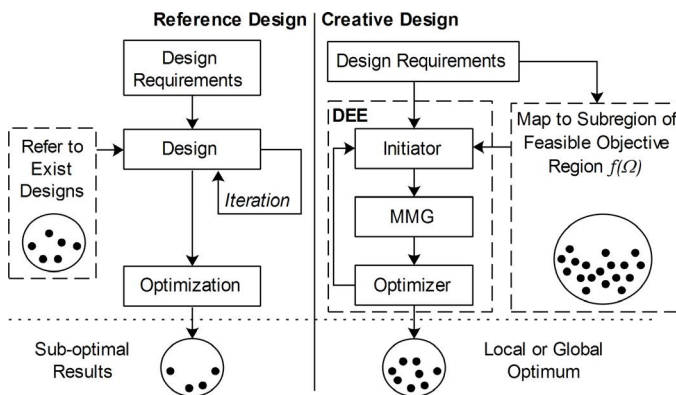 Reference Design
Design
Requirements
Refer to
Exist
Designs
Design
Iteration
Optimization
Sub-optimal
Results
Creative Design
Design Requirements
DEE
Initiator
MMG
Optimizer
Map to Subregion of
Feasible Objective
Region f(Ω)
Local or Global
Optimum